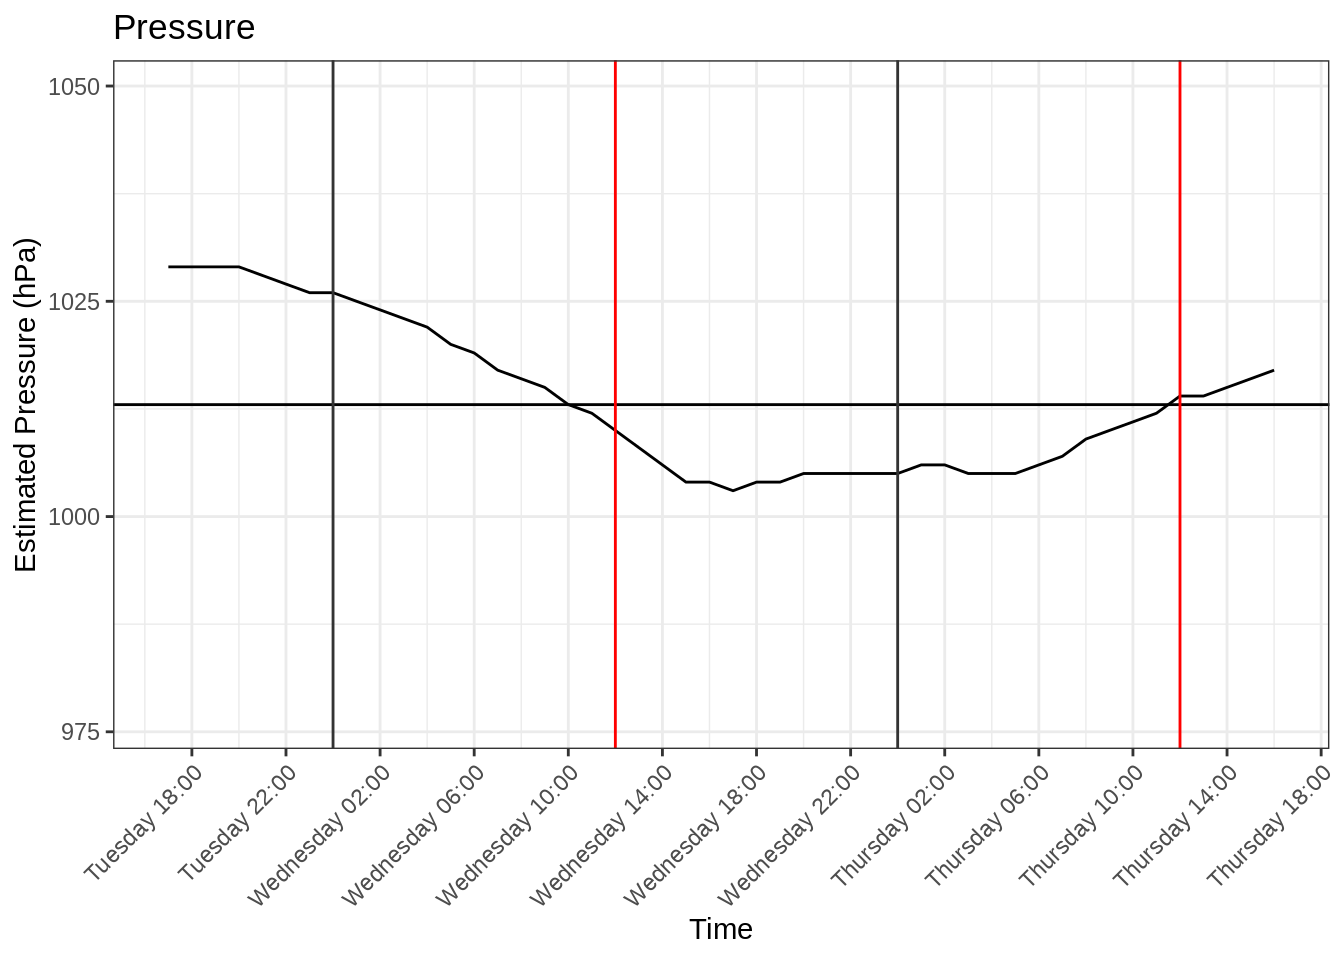 Pressure
Estimated Pressure (hPa)
1050
1025
1000
975
Tuesday 18:00
Tuesday 22:00
Wednesday 02:00
Wednesday 06:00
Wednesday 10:00
Wednesday 14:00
Wednesday 18:00
Wednesday 22:00
Thursday 02:00
Thursday 06:00
Thursday 10:00
Thursday 14:00
Thursday 18:00
Time